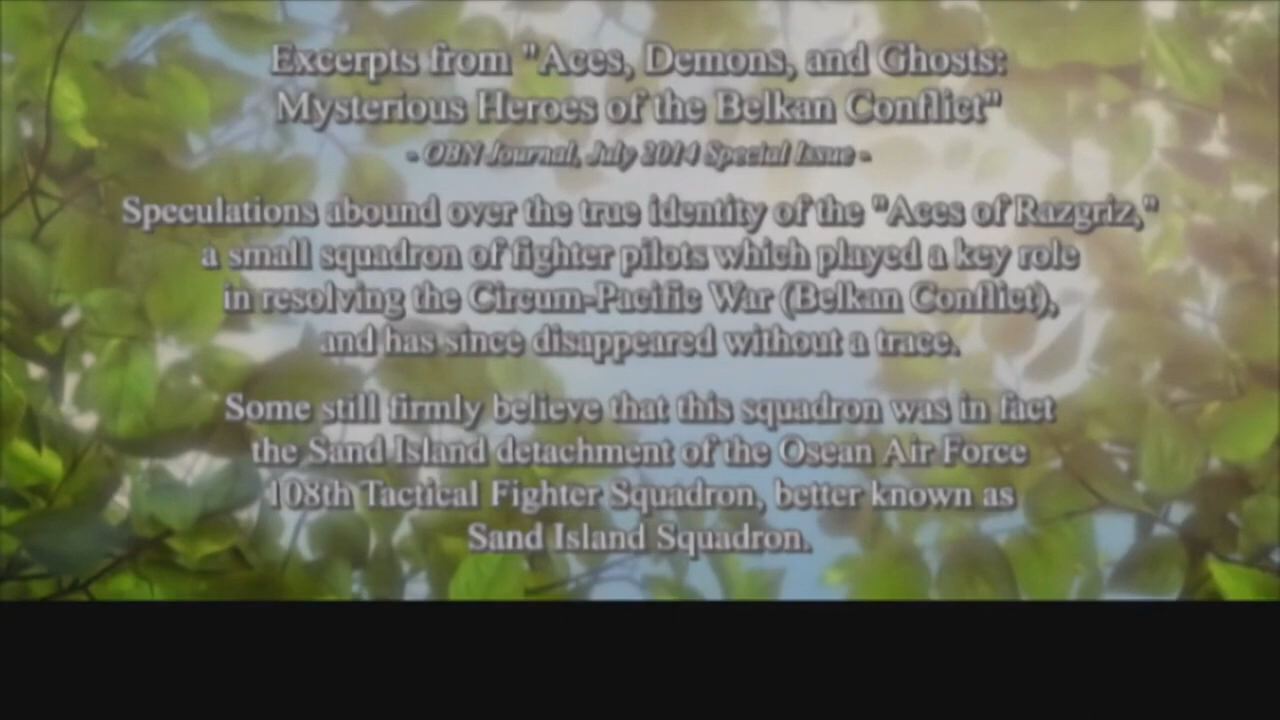 Excerpts from "Aces, Demons, and Ghosts:
Mysterious Heroes of the Belkan Conflict"
- OBN Journal, July 2014 Special Issue -
Speculations abound over the true identity of the "Aces of Razgriz,"
a small squadron of fighter pilots which played a key role
in resolving the Circum-Pacific War (Belkan Conflict),
and has since disappeared without a trace.
Some still firmly believe that this squadron was in fact
the Sand Island detachment of the Osean Air Force
108th Tactical Fighter Squadron, better known as
Sand Island Squadron.